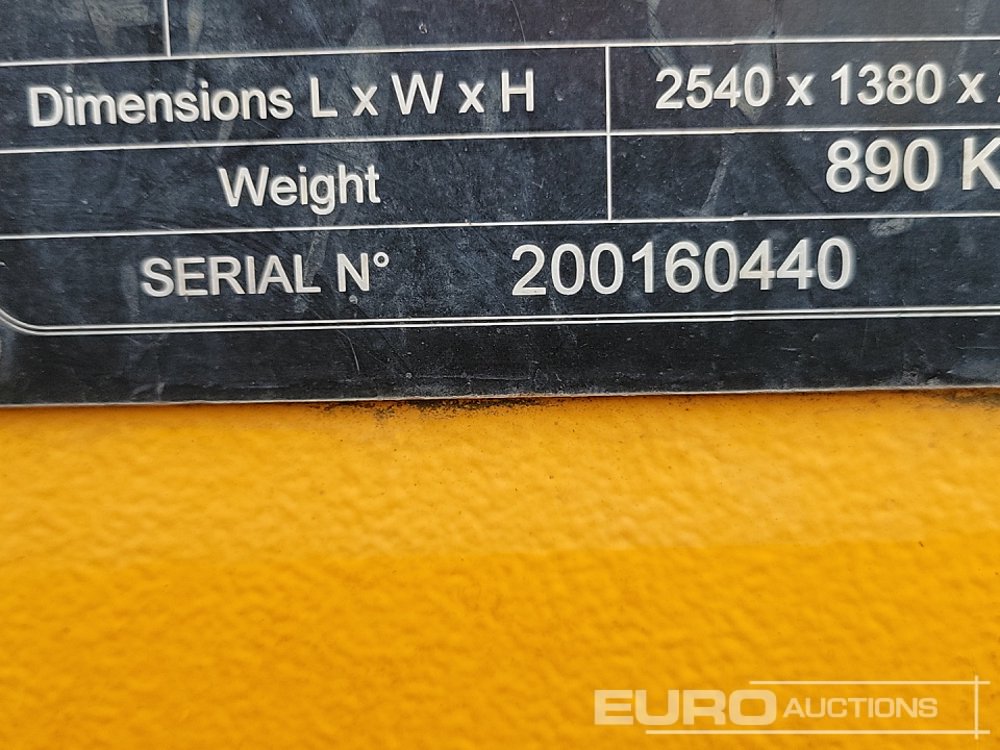 Dimensions L x W x H 2540 x 1380 x
Weight 890 K
SERIAL N° 200160440
EURO AUCTIONS